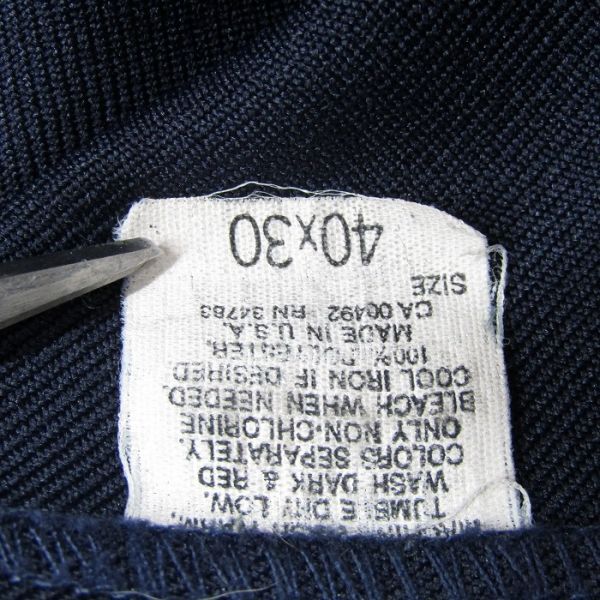 TUMBLE DRY LOW.
WASH DARK & RED
COLORS SEPARATELY.
ONLY NON-CHLORINE
BLEACH WHEN NEEDED.
COOL IRON IF DESIRED
100% POLYESTER.
MADE IN U.S.A.
CA 00492 RN 34783
SIZE
40x30